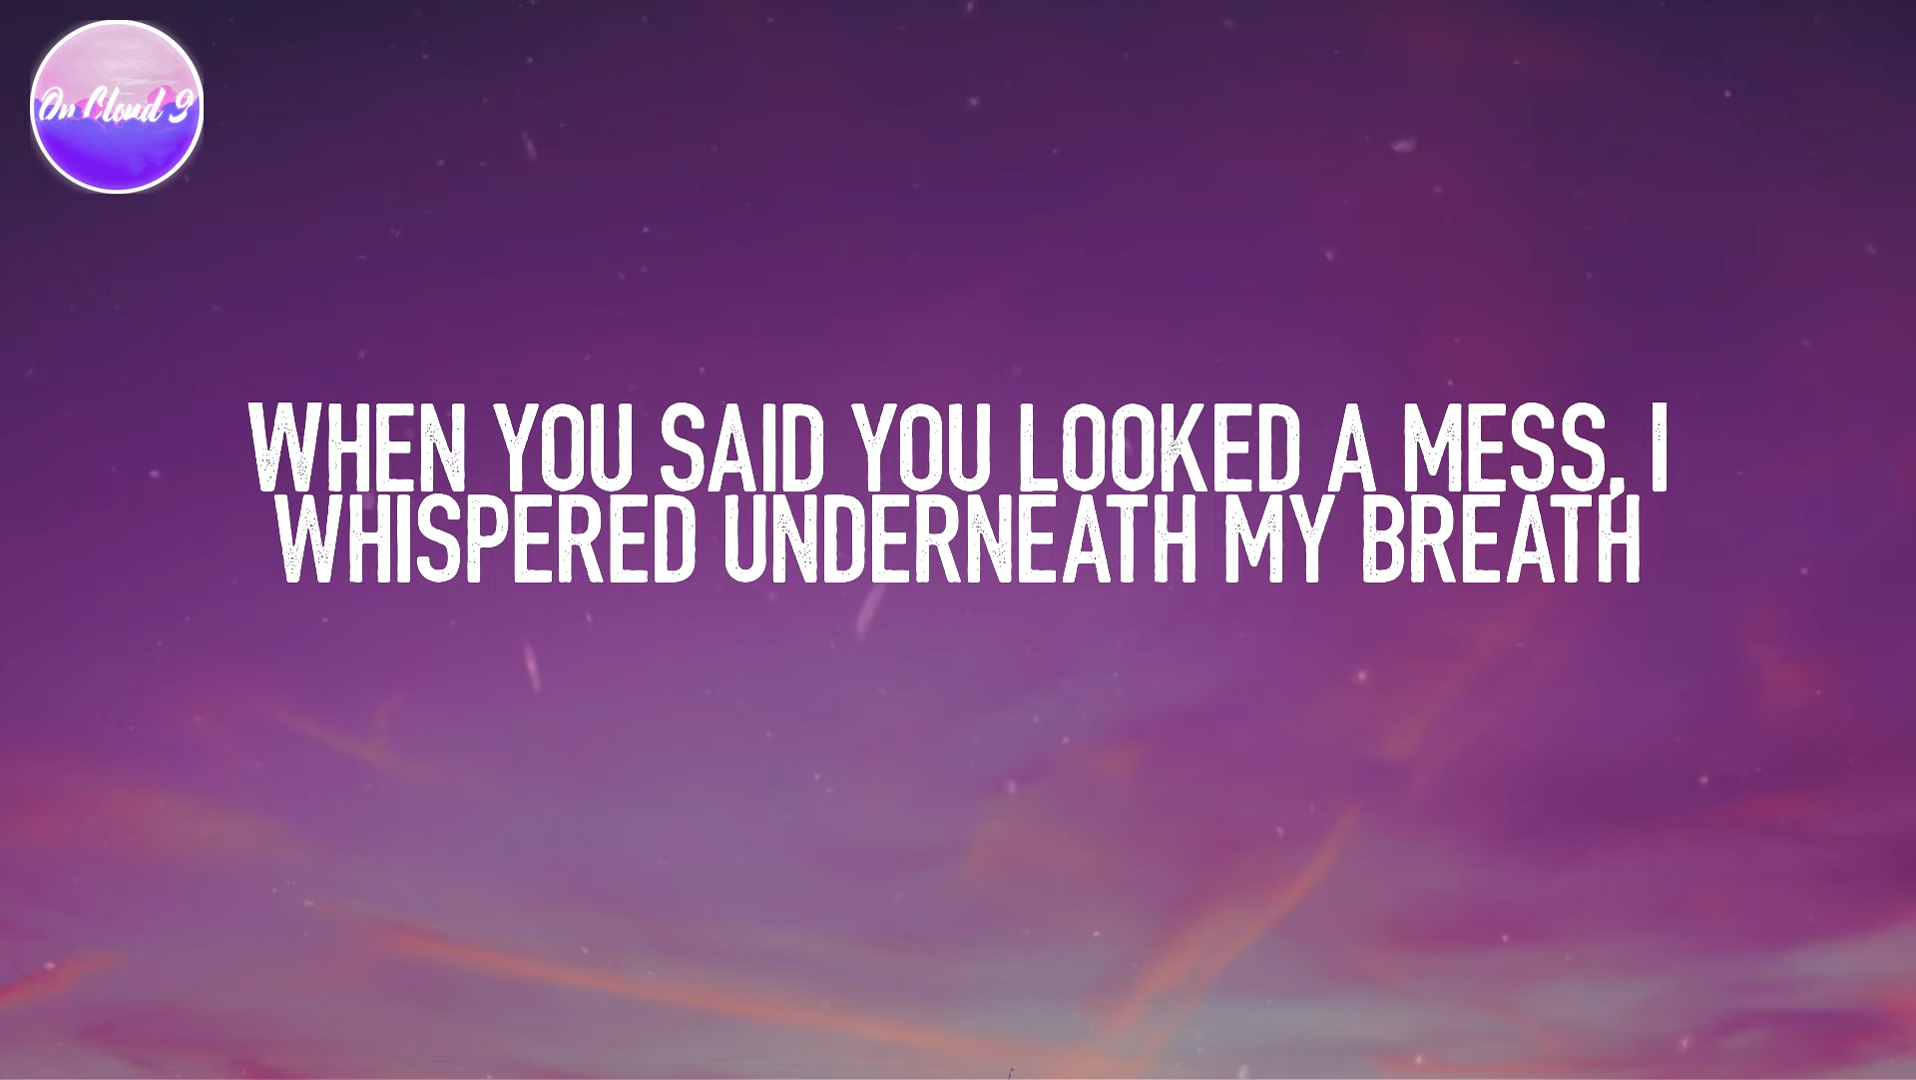 On Cloud 9
WHEN YOU SAID YOU LOOKED A MESS, I
WHISPERED UNDERNEATH MY BREATH